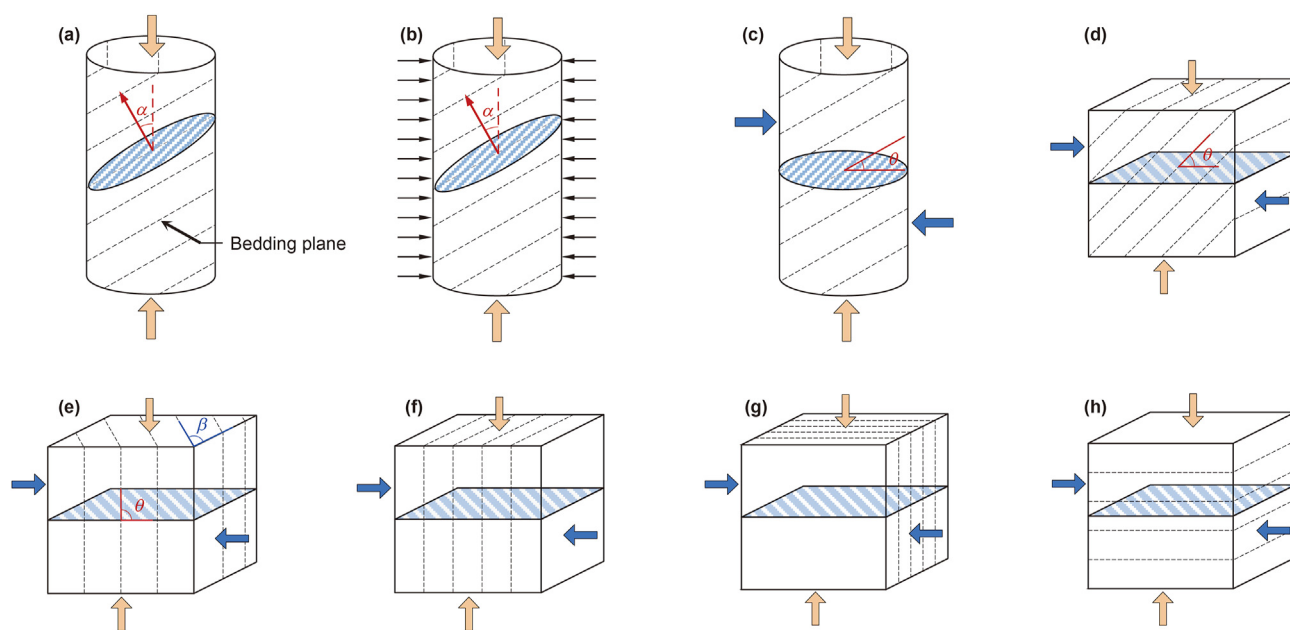 (a)
(b)
(c)
(d)
α
α
θ
θ
Bedding plane
(e)
(f)
(g)
(h)
β
θ